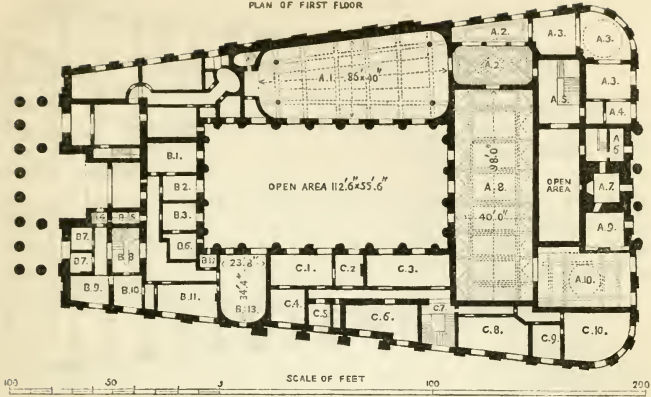 PLAN OF FIRST FLOOR
A.1. 85×40"
A.2.
A.2.
A.3.
A.3.
A.3.
A.4.
A.5.
A.6
A.7.
A.8.
98.0"
40'.0"
A.9.
A.10.
OPEN AREA
OPEN AREA 112'.6"×55'.6"
B.1.
B.2.
B.3.
B.6.
B.7.
B.7.
B.8
B.9.
B.10
B.11.
B.12
B.13.
23'.8"
34'.4"
C.1.
C.2
C.3.
C.4.
C.5.
C.6.
C.7.
C.8.
C.9.
C.10.
SCALE OF FEET
100 50 100 200